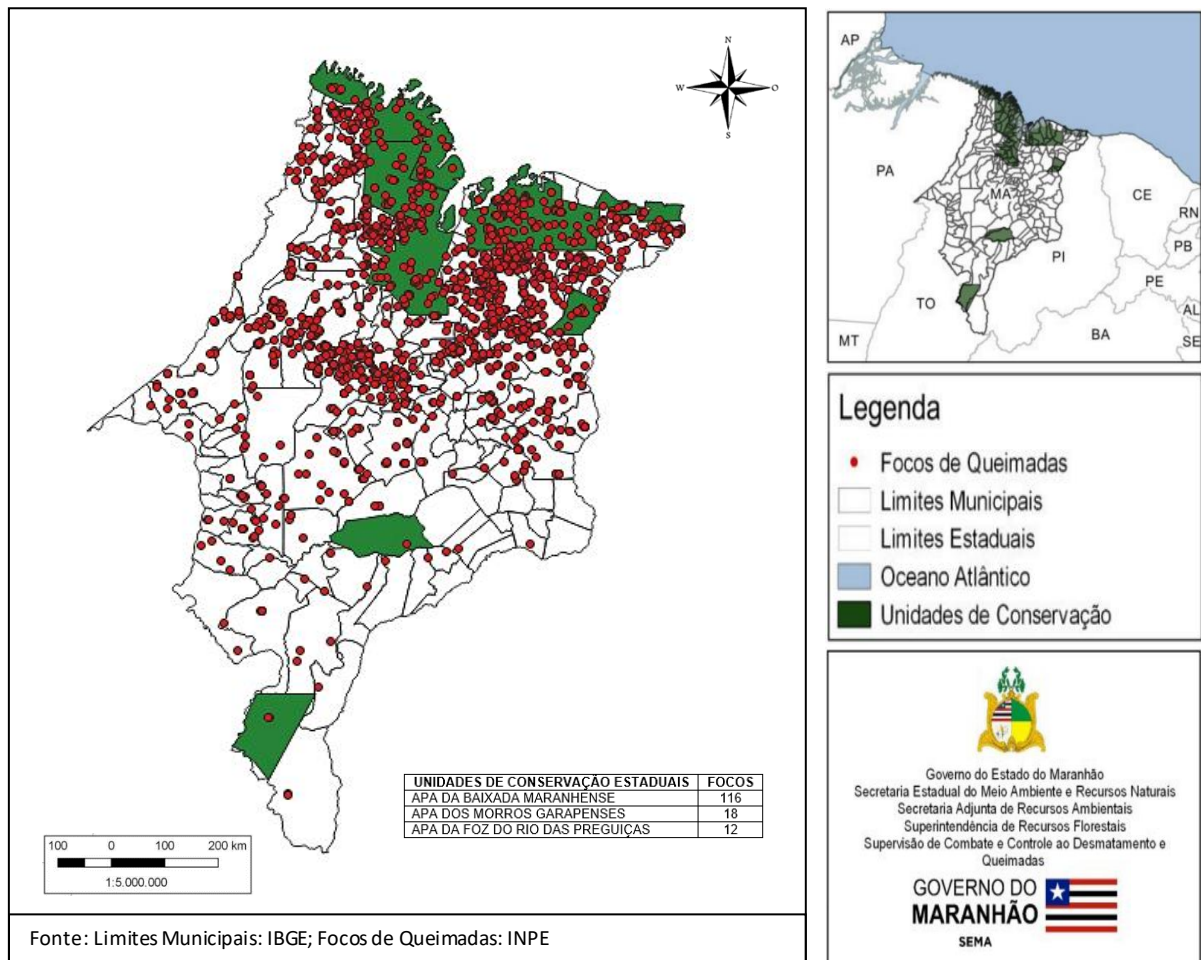 N
W
O
S
UNIDADES DE CONSERVAÇÃO ESTADUAIS FOCOS
APA DA BAIXADA MARANHENSE 116
APA DOS MORROS GARAPENSES 18
APA DA FOZ DO RIO DAS PREGUIÇAS 12
100 0 100 200 km
1:5.000.000
Fonte: Limites Municipais: IBGE; Focos de Queimadas: INPE
AP
PA
MA
CE
RN
PB
PI
PE
TO
AL
BA
SE
MT
Legenda
Focos de Queimadas
Limites Municipais
Limites Estaduais
Oceano Atlântico
Unidades de Conservação
Governo do Estado do Maranhão
Secretaria Estadual do Meio Ambiente e Recursos Naturais
Secretaria Adjunta de Recursos Ambientais
Superintendência de Recursos Florestais
Supervisão de Combate e Controle ao Desmatamento e
Queimadas
GOVERNO DO
MARANHÃO
SEMA